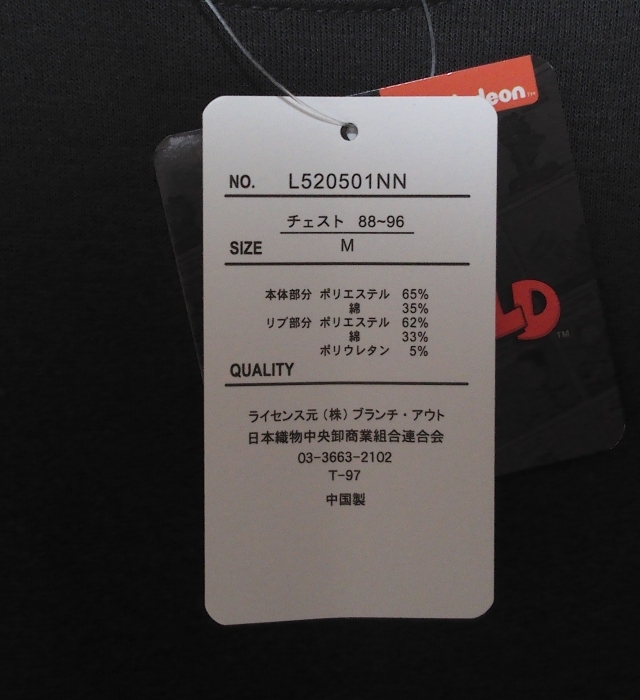 NO. L520501NN
チェスト 88~96
SIZE M
本体部分 ポリエステル 65%
綿 35%
リブ部分 ポリエステル 62%
綿 33%
ポリウレタン 5%
QUALITY
ライセンス元(株)ブランチ・アウト
日本織物中央卸商業組合連合会
03-3663-2102
T-97
中国製